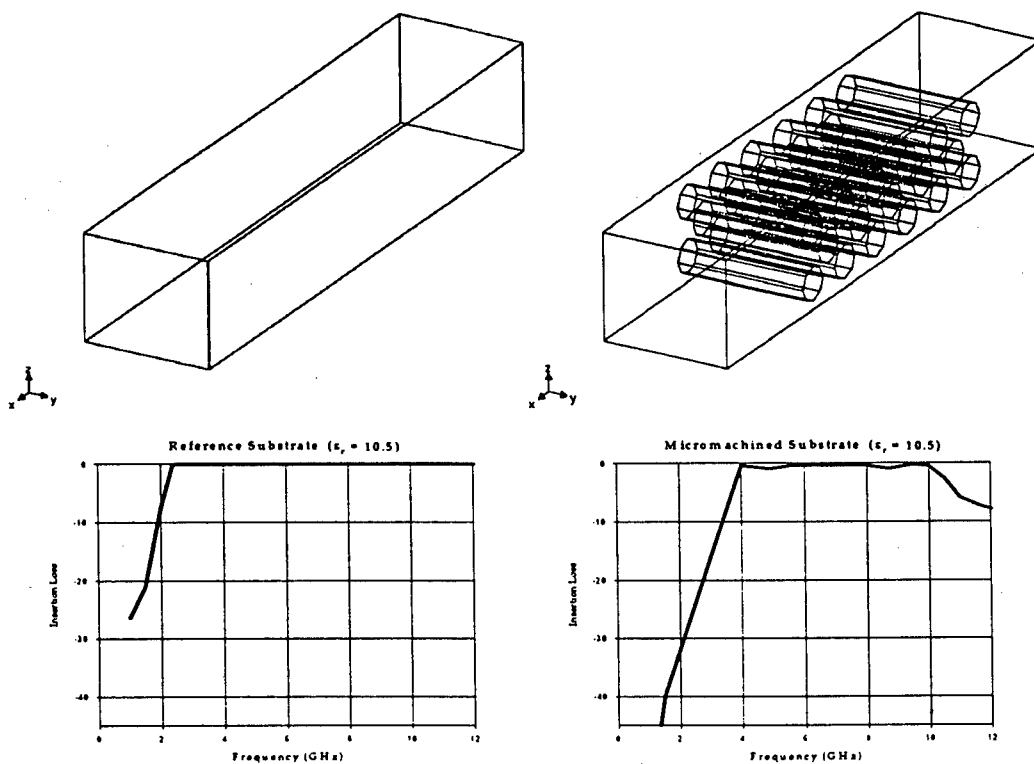 z
x y
z
x y
Reference Substrate (εr = 10.5)
0
-10
-20
-30
-40
Insertion Loss
0 2 4 6 8 10 12
Frequency (GHz)
Micromachined Substrate (εr = 10.5)
0
-10
-20
-30
-40
Insertion Loss
0 2 4 6 8 10 12
Frequency (GHz)